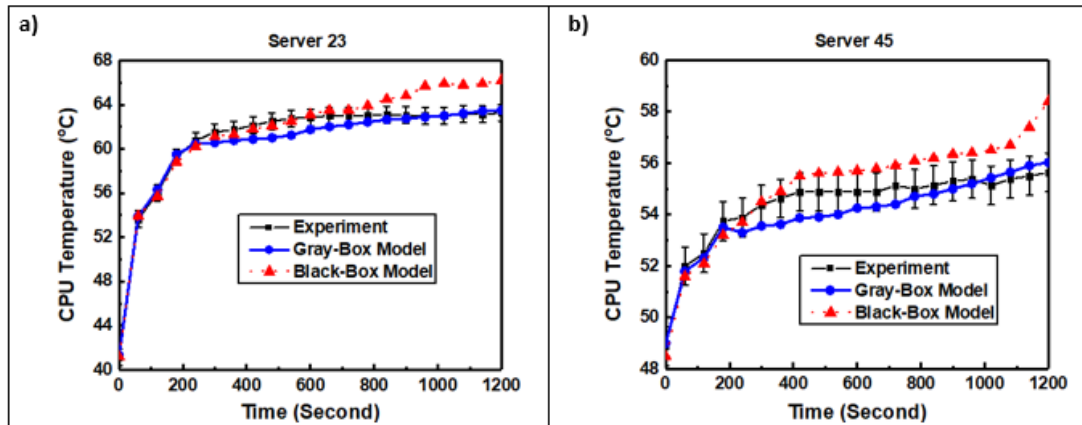 a)
Server 23
CPU Temperature (°C)
68
64
60
56
52
48
44
40
Experiment
Gray-Box Model
Black-Box Model
0 200 400 600 800 1000 1200
Time (Second)
b)
Server 45
CPU Temperature (°C)
60
58
56
54
52
50
48
Experiment
Gray-Box Model
Black-Box Model
0 200 400 600 800 1000 1200
Time (Second)